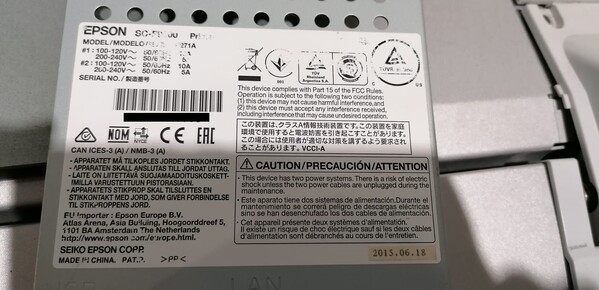 EPSON
MODEL/MODELO
#1: 100-120V~ 50/60Hz
200-240V~
#2: 100-120V~ 50/60Hz 10A
200-240V~ 50/60Hz 5A
SERIAL NO./製造番号
NOM NYCE CE EAC
CAN ICES-3 (A) / NMB-3 (A)
- APPARATET MÅ TILKOPLES JORDET STIKKONTAKT.
- APPARATEN SKALL ANSLUTAS TILL JORDAT UTTAG.
- LAITE ON LIITETTÄVÄ SUOJAMAADOITUSKOSKETT-
IMILLA VARUSTETTUUN PISTORASIAAN.
- APPARATETS STIKPROP SKAL TILSLUTTES EN
STIKKONTAKT MED JORD, SOM GIVER FORBINDELSE
TIL STIKPROPPENS JORD.
EU Importer : Epson Europe B.V.
Atlas Arena, Asia Building, Hoogoorddreef 5,
1101 BA Amsterdam The Netherlands
http://www.epson.com/europe.html
SEIKO EPSON CORP.
MADE IN CHINA, >PP<
TÜV
Rheinland
Argentina S.A.
This device complies with Part 15 of the FCC Rules.
Operation is subject to the following two conditions;
(1) this device may not cause harmful interference, and
(2) this device must accept any interference received,
including interference that may cause undesired operation.
この装置は、クラスA情報技術装置です。この装置を家庭
環境で使用すると電波妨害を引き起こすことがあります。
この場合には使用者が適切な対策を講ずるよう要求され
ることがあります。 VCCI-A
CAUTION/PRECAUCIÓN/ATTENTION
• This device has two power systems. There is a risk of electric
shock unless the two power cables are unplugged during the
maintenance.
• Este aparato tiene dos sistemas de alimentación. Durante el
mantenimiento se correrá peligro de descargas eléctricas
sino se han desenchufado los dos cables de alimentación.
• Cet appareil présente deux systèmes d'alimentation.
Il existe un risque de choc électrique sauf si les deux câbles
d'alimentation sont débranchés au cours de l'entretien.
2015.06.18
LAN